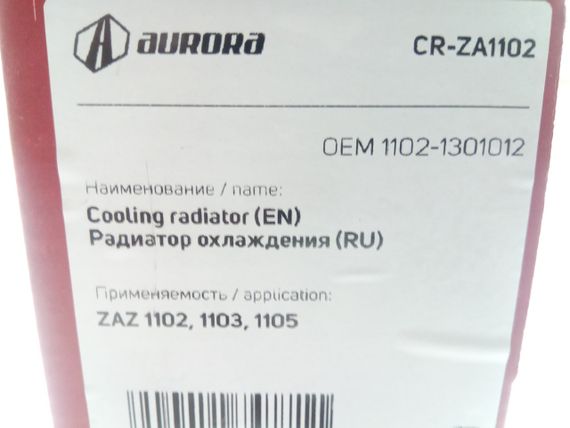 AURORA
CR-ZA1102
OEM 1102-1301012
Наименование / name:
Cooling radiator (EN)
Радиатор охлаждения (RU)
Применяемость / application:
ZAZ 1102, 1103, 1105